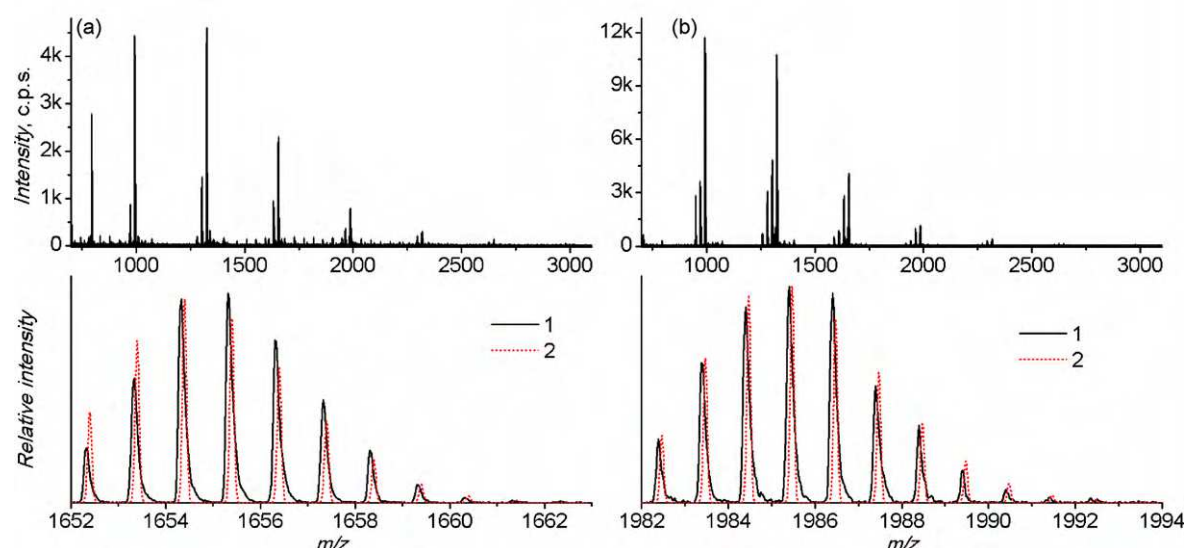 (a)
Intensity, c.p.s.
4k
3k
2k
1k
0
1000 1500 2000 2500 3000
(b)
12k
9k
6k
3k
0
1000 1500 2000 2500 3000
Relative intensity
1
2
1652 1654 1656 1658 1660 1662
m/z
1
2
1982 1984 1986 1988 1990 1992 1994
m/z